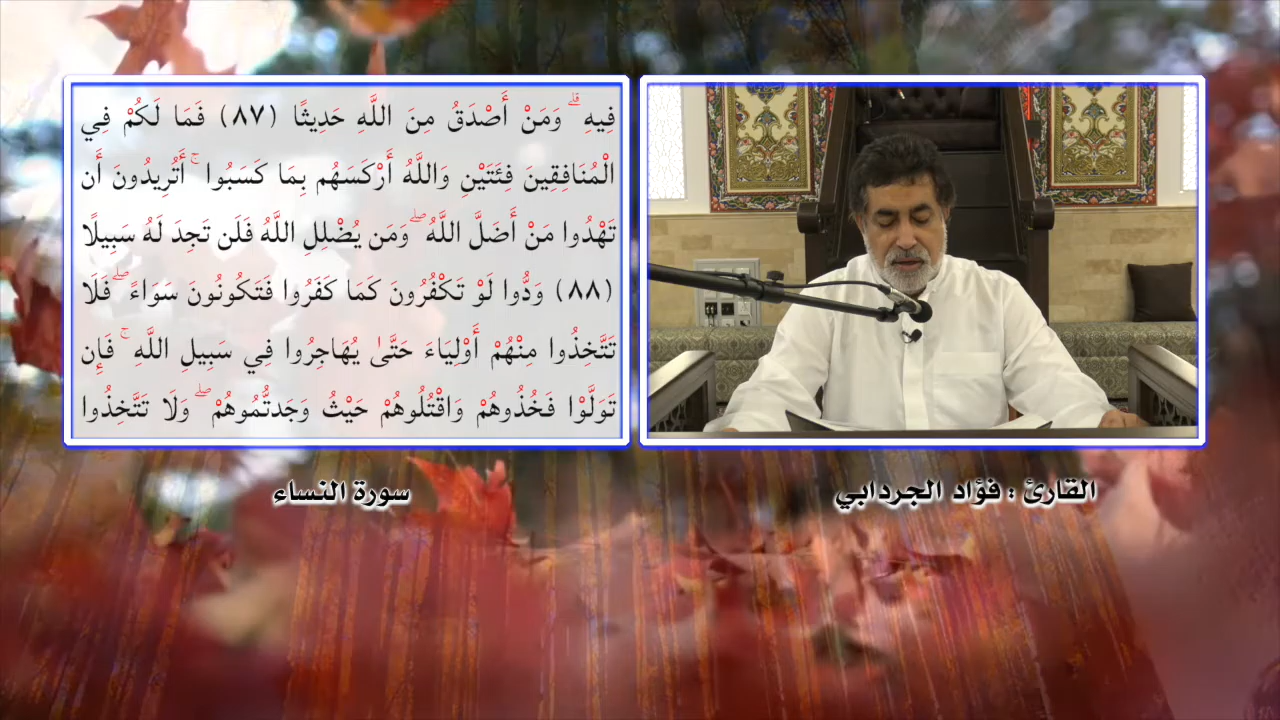 فِيهِ ۗ وَمَنْ أَصْدَقُ مِنَ اللَّهِ حَدِيثًا (٨٧) فَمَا لَكُمْ فِي
الْمُنَافِقِينَ فِئَتَيْنِ وَاللَّهُ أَرْكَسَهُم بِمَا كَسَبُوا ۚ أَتُرِيدُونَ أَن
تَهْدُوا مَنْ أَضَلَّ اللَّهُ ۖ وَمَن يُضْلِلِ اللَّهُ فَلَن تَجِدَ لَهُ سَبِيلًا
(٨٨) وَدُّوا لَوْ تَكْفُرُونَ كَمَا كَفَرُوا فَتَكُونُونَ سَوَاءً ۖ فَلَا
تَتَّخِذُوا مِنْهُمْ أَوْلِيَاءَ حَتَّىٰ يُهَاجِرُوا فِي سَبِيلِ اللَّهِ ۚ فَإِن
تَوَلَّوْا فَخُذُوهُمْ وَاقْتُلُوهُمْ حَيْثُ وَجَدتُّمُوهُمْ ۖ وَلَا تَتَّخِذُوا
القارئ : فؤاد الجردابي
سورة النساء